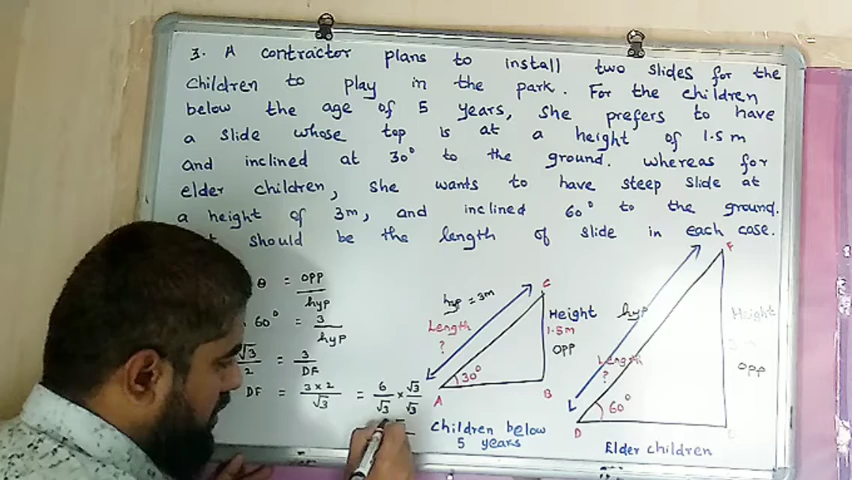 3. A contractor plans to install two slides for the
children to play in the park. For the children
below the age of 5 years, she prefers to have
a slide whose top is at a height of 1.5 m
and inclined at 30° to the ground. whereas for
elder children, she wants to have steep slide at
a height of 3m, and inclined 60° to the ground.
should be the length of slide in each case.
θ = opp/hyp
60° = 3/hyp
√3/2 = 3/DF
DF = 3×2/√3 = 6/√3 × √3/√3
hyp = 3m
Length
?
C
Height
1.5m
opp
30°
A
B
children below
5 years
F
hyp
Height
3m
opp
Length
?
L
60°
D
Elder children